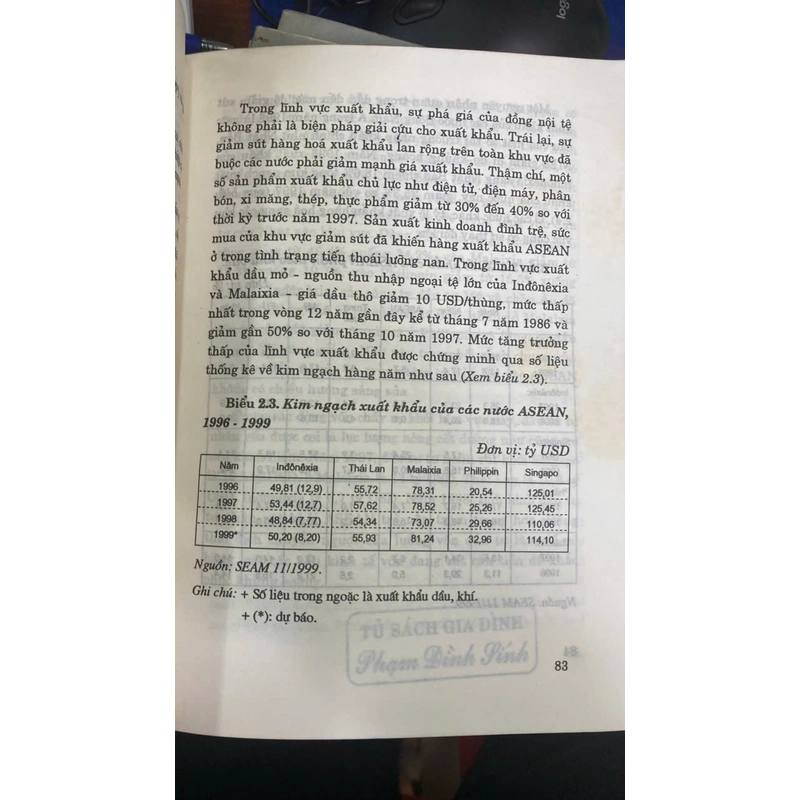 Trong lĩnh vực xuất khẩu, sự phá giá của đồng nội tệ
không phải là biện pháp giải cứu cho xuất khẩu. Trái lại, sự
giảm sút hàng hoá xuất khẩu lan rộng trên toàn khu vực đã
buộc các nước phải giảm mạnh giá xuất khẩu. Thậm chí, một
số sản phẩm xuất khẩu chủ lực như điện tử, điện máy, phân
bón, xi măng, thép, thực phẩm giảm từ 30% đến 40% so với
thời kỳ trước năm 1997. Sản xuất kinh doanh đình trệ, sức
mua của khu vực giảm sút đã khiến hàng xuất khẩu ASEAN
ở trong tình trạng tiến thoái lưỡng nan. Trong lĩnh vực xuất
khẩu dầu mỏ - nguồn thu nhập ngoại tệ lớn của Inđônêxia
và Malaixia - giá dầu thô giảm 10 USD/thùng, mức thấp
nhất trong vòng 12 năm gần đây kể từ tháng 7 năm 1986 và
giảm gần 50% so với tháng 10 năm 1997. Mức tăng trưởng
thấp của lĩnh vực xuất khẩu được chứng minh qua số liệu
thống kê về kim ngạch hàng năm như sau (Xem biểu 2.3).
Biểu 2.3. Kim ngạch xuất khẩu của các nước ASEAN,
1996 - 1999
Đơn vị: tỷ USD
Năm Inđônêxia Thái Lan Malaixia Philippin Singapo
1996 49,81 (12,9) 55,72 78,31 20,54 125,01
1997 53,44 (12,7) 57,62 78,52 25,26 125,45
1998 48,84 (7,77) 54,34 73,07 29,66 110,06
1999* 50,20 (8,20) 55,93 81,24 32,96 114,10
Nguồn: SEAM 11/1999.
Ghi chú: + Số liệu trong ngoặc là xuất khẩu dầu, khí.
+ (*): dự báo.
TỦ SÁCH GIA ĐÌNH
Phạm Đình Sính
83